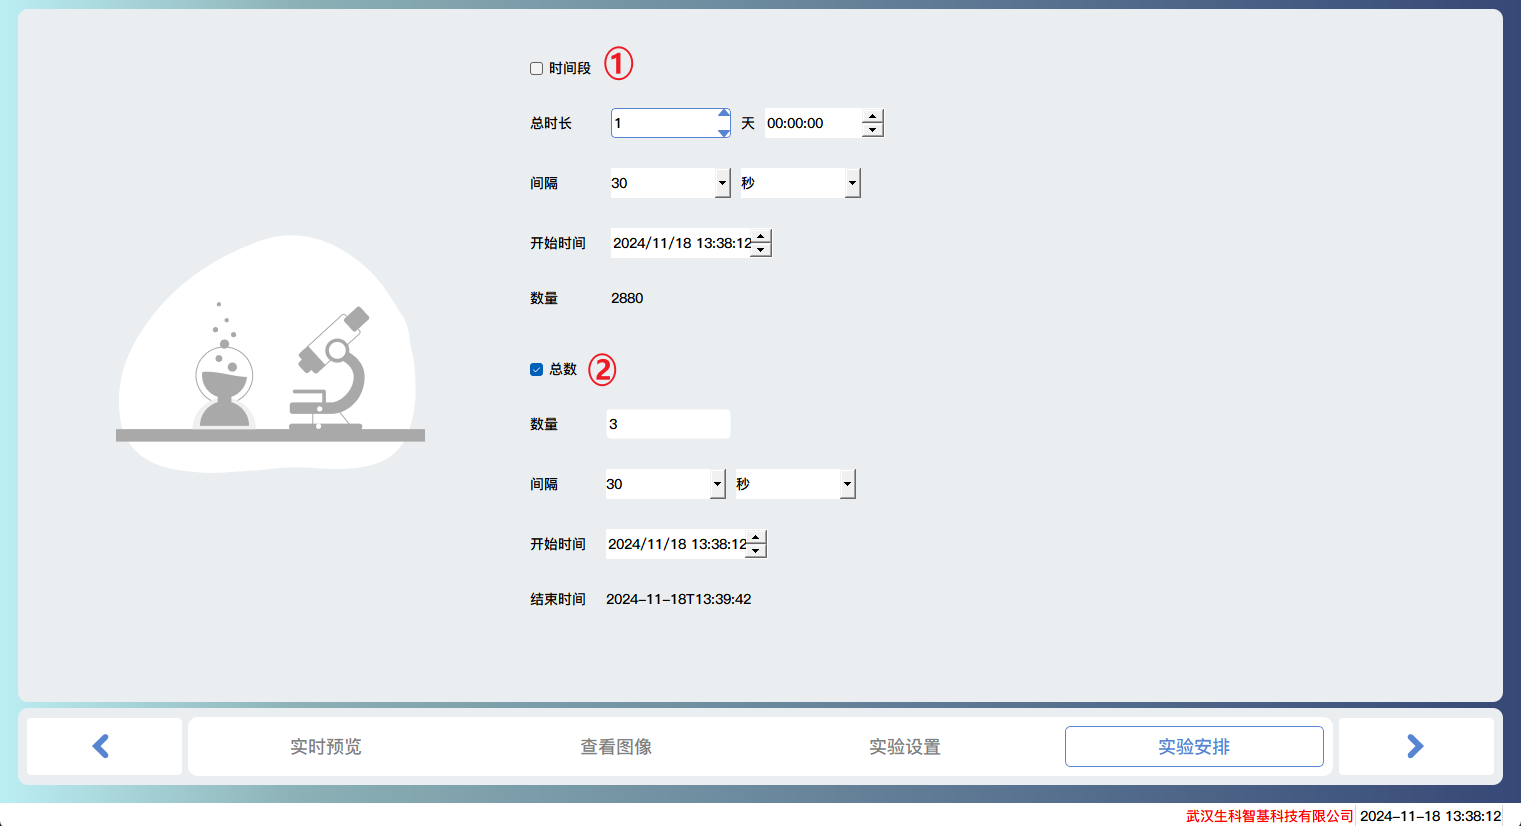 时间段 ①
总时长 1 天 00:00:00
间隔 30 秒
开始时间 2024/11/18 13:38:12
数量 2880
总数 ②
数量 3
间隔 30 秒
开始时间 2024/11/18 13:38:12
结束时间 2024-11-18T13:39:42
实时预览 查看图像 实验设置 实验安排
武汉生科智基科技有限公司 2024-11-18 13:38:12